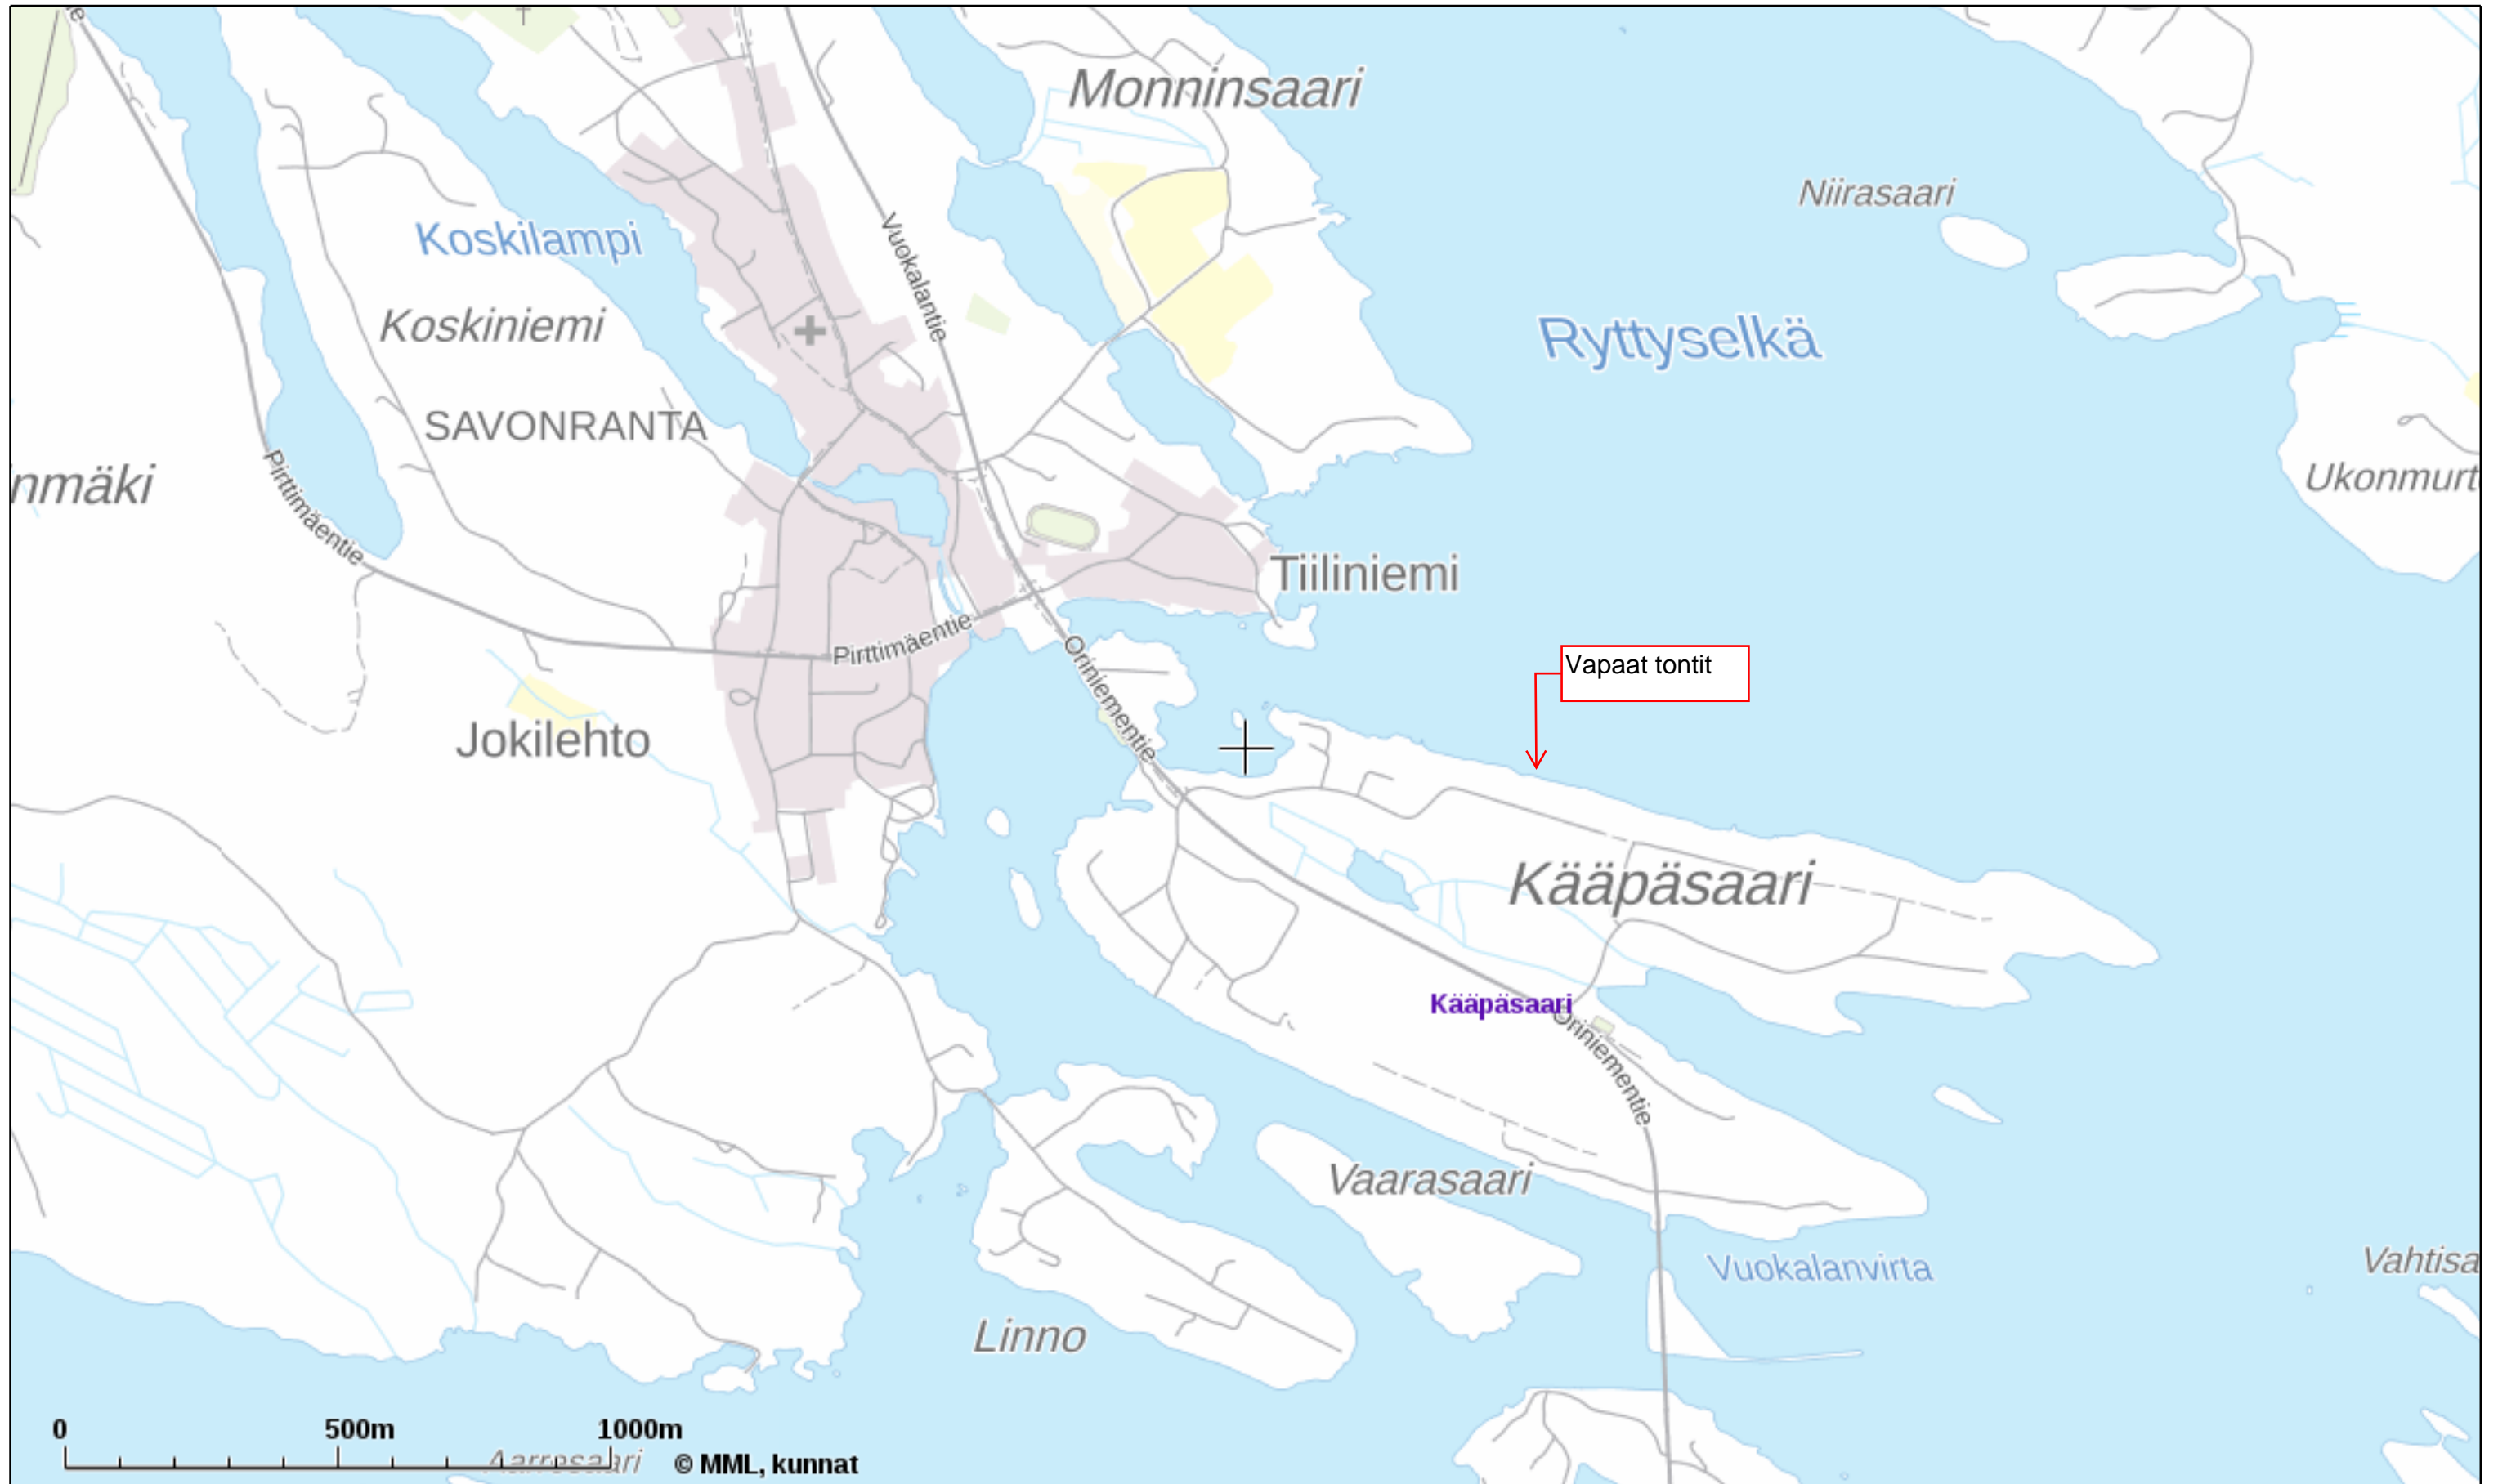 Monninsaari
Niirasaari
Koskilampi
Vuokalantie
Koskiniemi
Ryttyselkä
SAVONRANTA
nmäki
Ukonmurt
Pirttimäentie
Tiiliniemi
Pirttimäentie
Oriniementie
Vapaat tontit
Jokilehto
Kääpäsaari
Kääpäsaari
Oriniementie
Vaarasaari
Vuokalanvirta
Vahtisa
Linno
0 500m 1000m
Aarresaari
© MML, kunnat